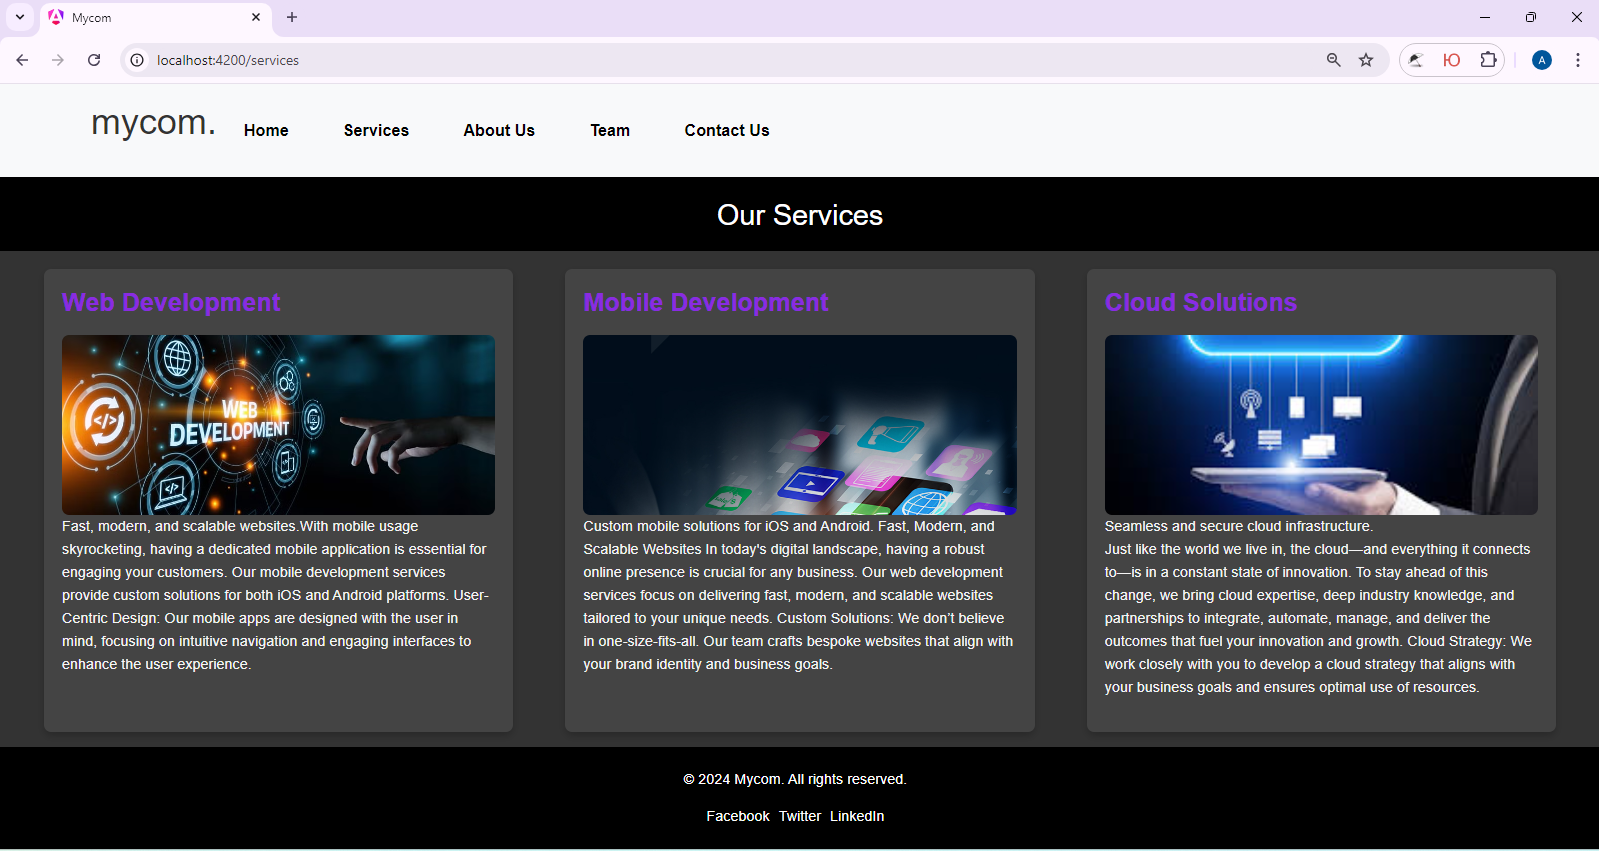 Mycom
localhost:4200/services
A
mycom.
Home
Services
About Us
Team
Contact Us
Our Services
Web Development
WEB
DEVELOPMENT
Fast, modern, and scalable websites.With mobile usage
skyrocketing, having a dedicated mobile application is essential for
engaging your customers. Our mobile development services
provide custom solutions for both iOS and Android platforms. User-
Centric Design: Our mobile apps are designed with the user in
mind, focusing on intuitive navigation and engaging interfaces to
enhance the user experience.
Mobile Development
Custom mobile solutions for iOS and Android. Fast, Modern, and
Scalable Websites In today's digital landscape, having a robust
online presence is crucial for any business. Our web development
services focus on delivering fast, modern, and scalable websites
tailored to your unique needs. Custom Solutions: We don’t believe
in one-size-fits-all. Our team crafts bespoke websites that align with
your brand identity and business goals.
Cloud Solutions
Seamless and secure cloud infrastructure.
Just like the world we live in, the cloud—and everything it connects
to—is in a constant state of innovation. To stay ahead of this
change, we bring cloud expertise, deep industry knowledge, and
partnerships to integrate, automate, manage, and deliver the
outcomes that fuel your innovation and growth. Cloud Strategy: We
work closely with you to develop a cloud strategy that aligns with
your business goals and ensures optimal use of resources.
© 2024 Mycom. All rights reserved.
Facebook Twitter LinkedIn